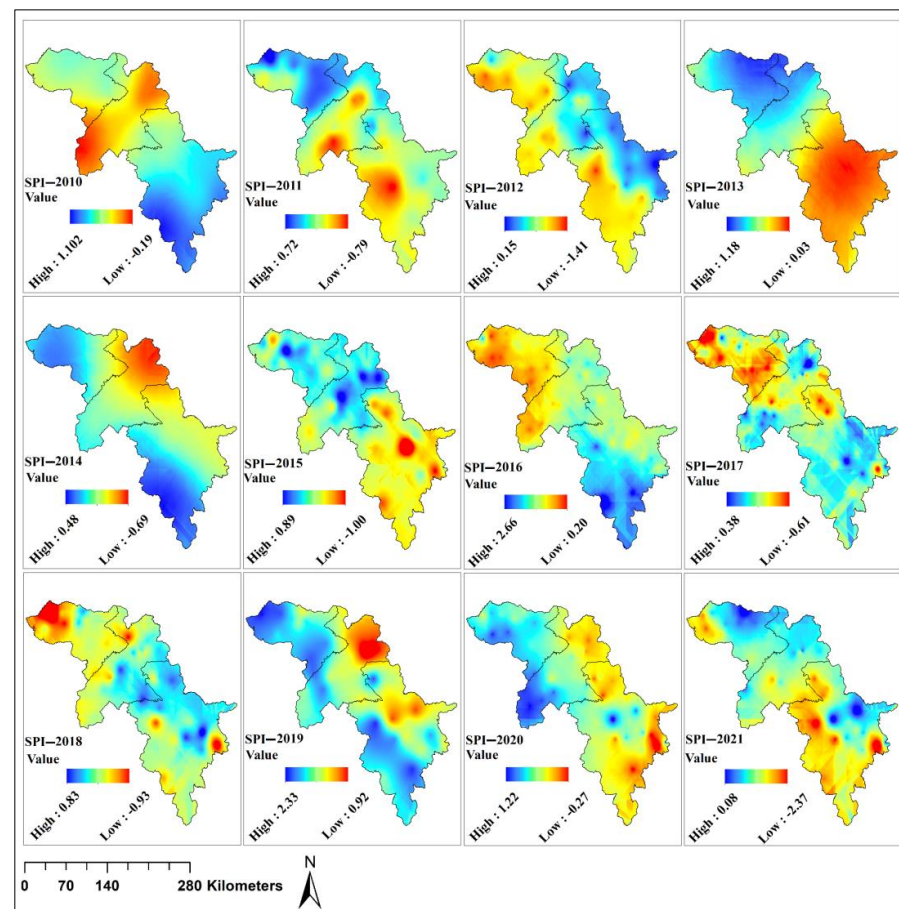 SPI—2010
Value
High : 1.102
Low : -0.19
SPI—2011
Value
High : 0.72
Low : -0.79
SPI—2012
Value
High : 0.15
Low : -1.41
SPI—2013
Value
High : 1.18
Low : 0.03
SPI—2014
Value
High : 0.48
Low : -0.69
SPI—2015
Value
High : 0.89
Low : -1.00
SPI—2016
Value
High : 2.66
Low : 0.20
SPI—2017
Value
High : 0.38
Low : -0.61
SPI—2018
Value
High : 0.83
Low : -0.93
SPI—2019
Value
High : 2.33
Low : 0.92
SPI—2020
Value
High : 1.22
Low : -0.27
SPI—2021
Value
High : 0.08
Low : -2.37
0 70 140 280 Kilometers
N